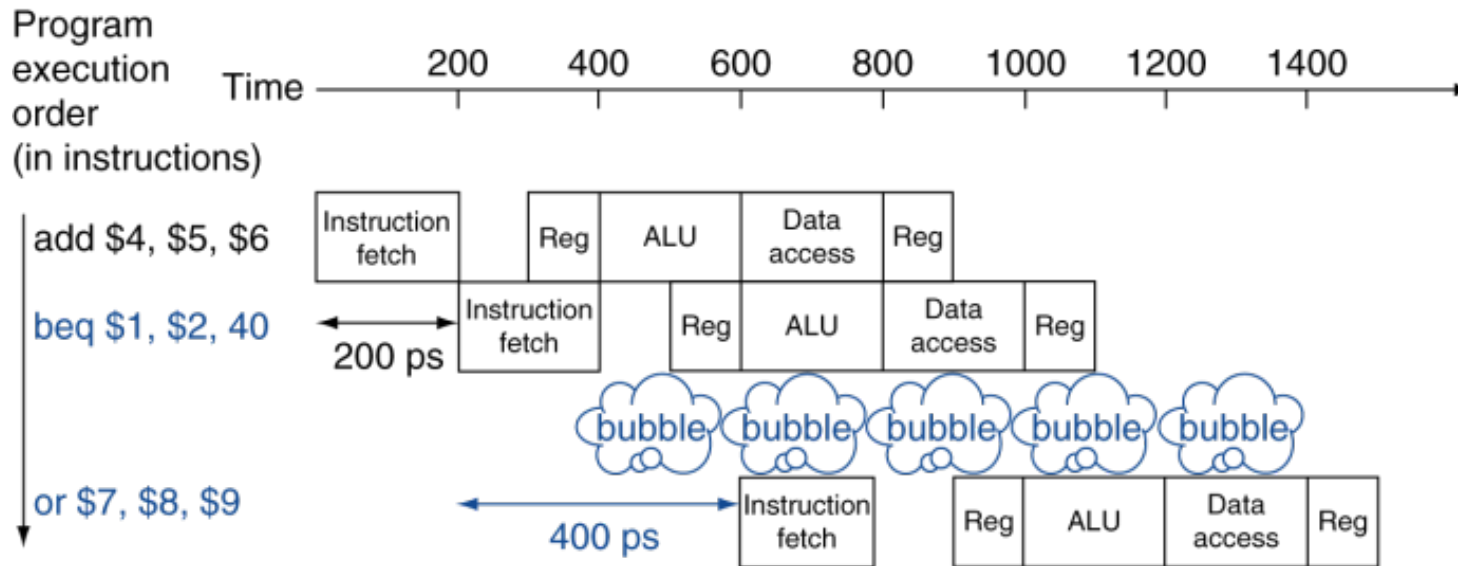 Program
execution
order
(in instructions)
Time
200 400 600 800 1000 1200 1400
add $4, $5, $6
Instruction
fetch
Reg
ALU
Data
access
Reg
beq $1, $2, 40
200 ps
Instruction
fetch
Reg
ALU
Data
access
Reg
bubble bubble bubble bubble bubble
or $7, $8, $9
400 ps
Instruction
fetch
Reg
ALU
Data
access
Reg